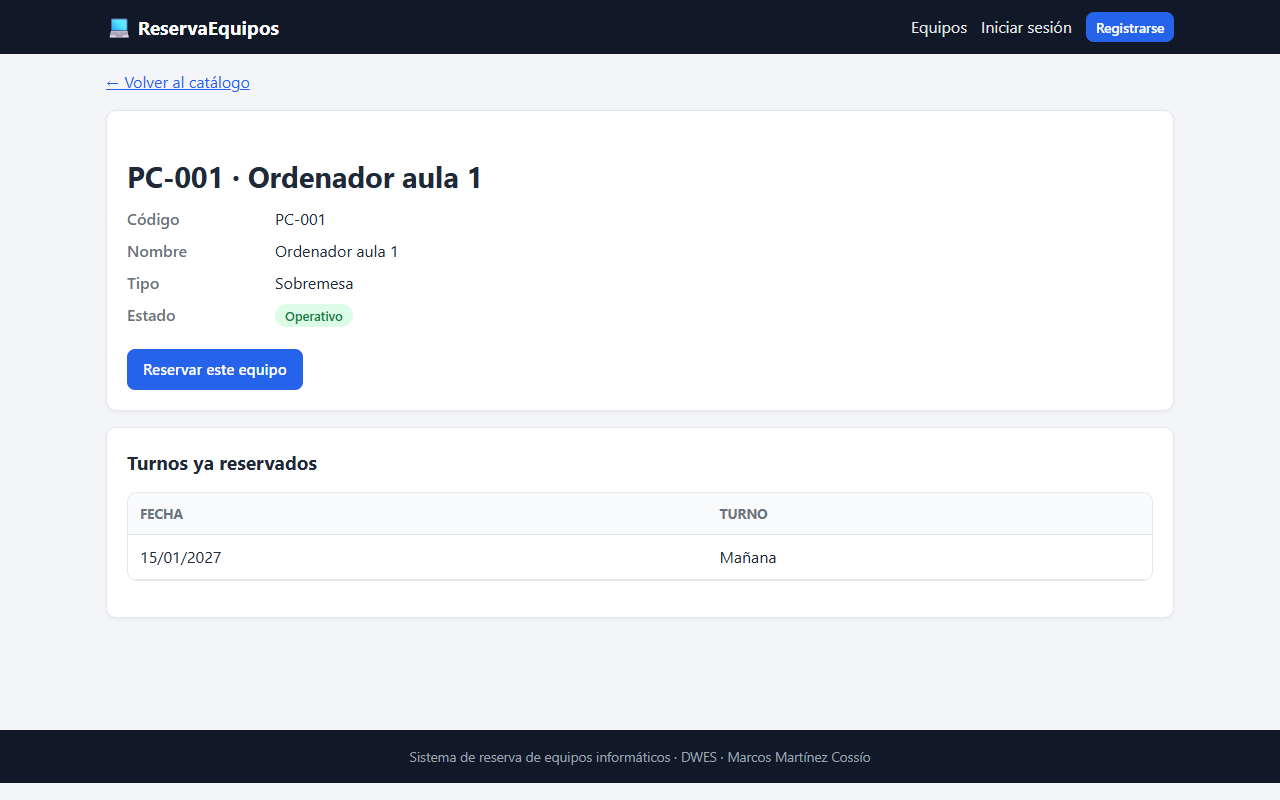 ReservaEquipos
Equipos Iniciar sesión Registrarse
← Volver al catálogo
PC-001 · Ordenador aula 1
Código PC-001
Nombre Ordenador aula 1
Tipo Sobremesa
Estado Operativo
Reservar este equipo
Turnos ya reservados
FECHA TURNO
15/01/2027 Mañana
Sistema de reserva de equipos informáticos · DWES · Marcos Martínez Cossío